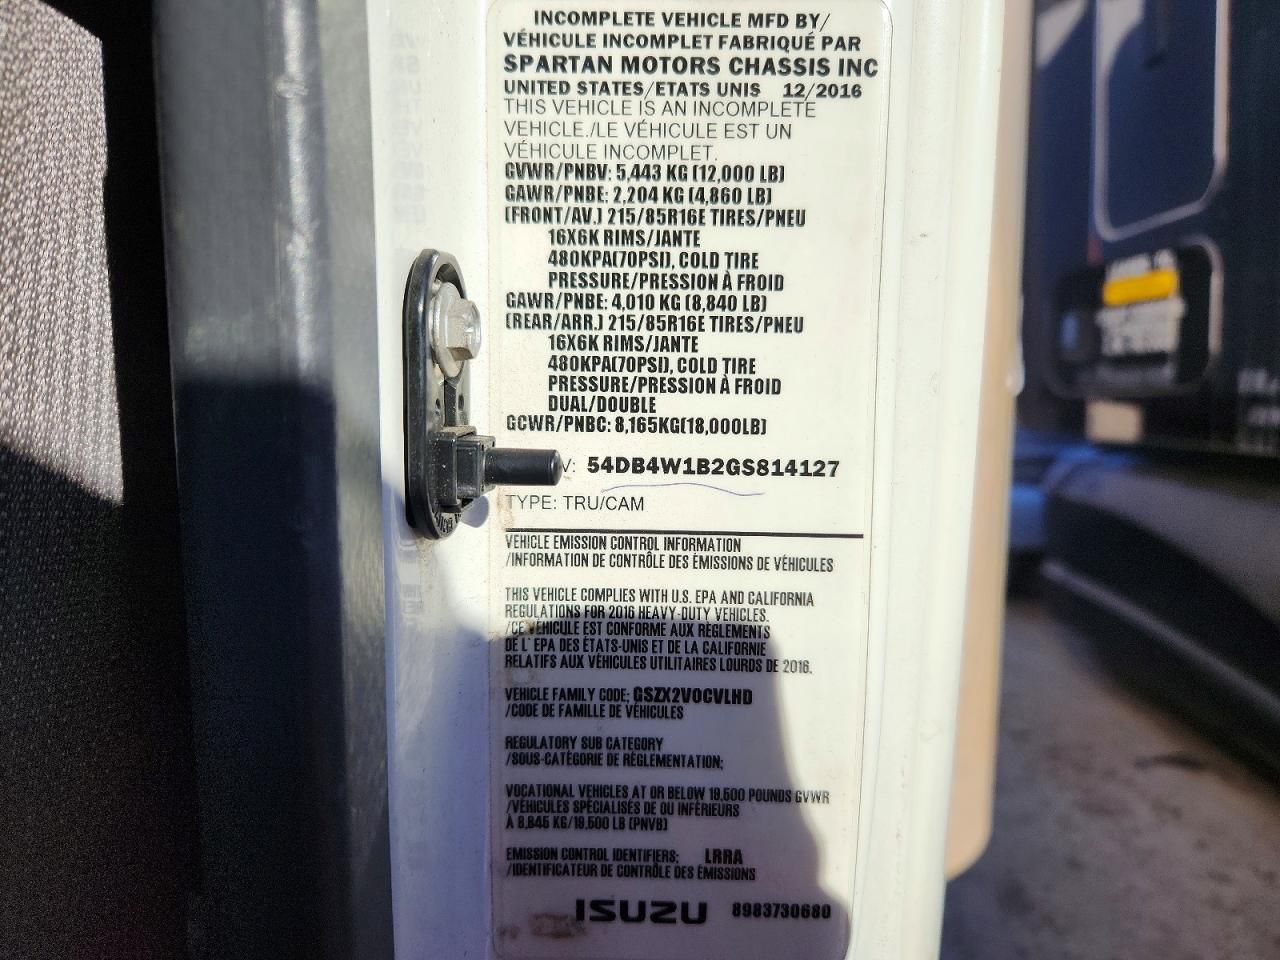 INCOMPLETE VEHICLE MFD BY/
VÉHICULE INCOMPLET FABRIQUÉ PAR
SPARTAN MOTORS CHASSIS INC
UNITED STATES/ETATS UNIS 12/2016
THIS VEHICLE IS AN INCOMPLETE
VEHICLE./LE VÉHICULE EST UN
VÉHICULE INCOMPLET.
GVWR/PNBV: 5,443 KG (12,000 LB)
GAWR/PNBE: 2,204 KG (4,860 LB)
(FRONT/AV.) 215/85R16E TIRES/PNEU
16X6K RIMS/JANTE
480KPA(70PSI), COLD TIRE
PRESSURE/PRESSION À FROID
GAWR/PNBE: 4,010 KG (8,840 LB)
(REAR/ARR.) 215/85R16E TIRES/PNEU
16X6K RIMS/JANTE
480KPA(70PSI), COLD TIRE
PRESSURE/PRESSION À FROID
DUAL/DOUBLE
GCWR/PNBC: 8,165KG(18,000LB)
V: 54DB4W1B2GS814127
TYPE: TRU/CAM
VEHICLE EMISSION CONTROL INFORMATION
/INFORMATION DE CONTRÔLE DES ÉMISSIONS DE VÉHICULES
THIS VEHICLE COMPLIES WITH U.S. EPA AND CALIFORNIA
REGULATIONS FOR 2016 HEAVY-DUTY VEHICLES.
/CE VÉHICULE EST CONFORME AUX RÈGLEMENTS
DE L' EPA DES ÉTATS-UNIS ET DE LA CALIFORNIE
RELATIFS AUX VÉHICULES UTILITAIRES LOURDS DE 2016.
VEHICLE FAMILY CODE: GSZX2VOCVLHD
/CODE DE FAMILLE DE VÉHICULES
REGULATORY SUB CATEGORY
/SOUS-CATÉGORIE DE RÉGLEMENTATION:
VOCATIONAL VEHICLES AT OR BELOW 19,500 POUNDS GVWR
/VÉHICULES SPÉCIALISÉS DE OU INFÉRIEURS
À 8,845 KG/19,500 LB (PNVB)
EMISSION CONTROL IDENTIFIERS: LRRA
/IDENTIFICATEUR DE CONTRÔLE DES ÉMISSIONS
ISUZU 8983730680